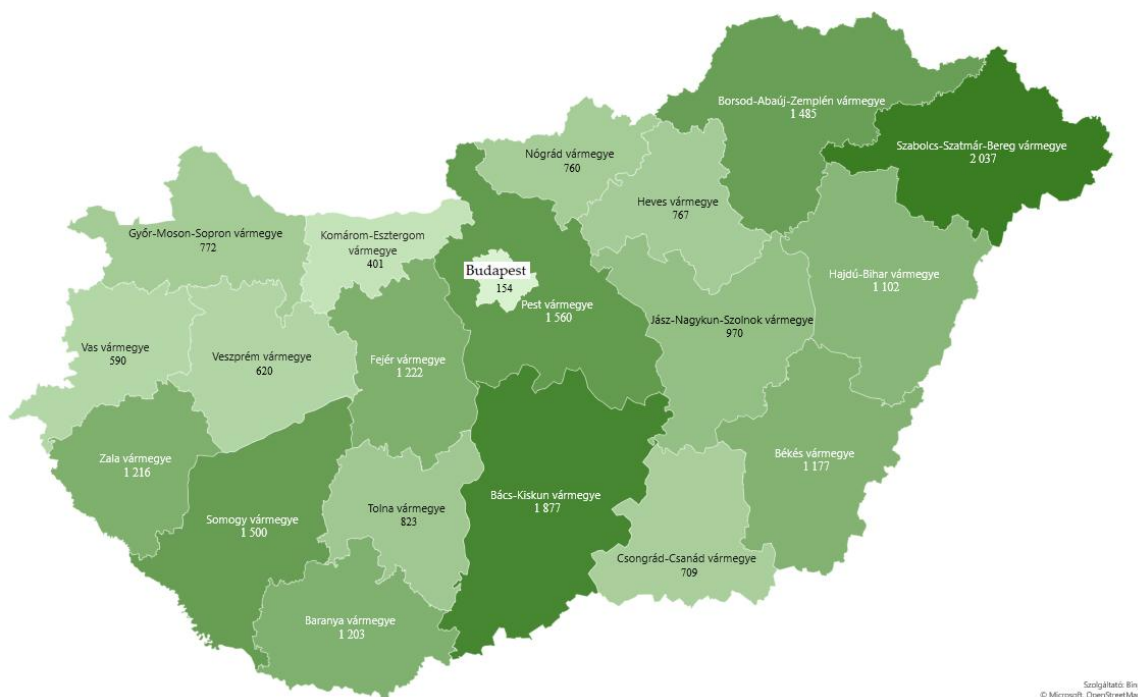 Borsod-Abaúj-Zemplén vármegye
1 485
Szabolcs-Szatmár-Bereg vármegye
2 037
Nógrád vármegye
760
Heves vármegye
767
Győr-Moson-Sopron vármegye
772
Komárom-Esztergom
vármegye
401
Budapest
154
Pest vármegye
1 560
Hajdú-Bihar vármegye
1 102
Jász-Nagykun-Szolnok vármegye
970
Vas vármegye
590
Veszprém vármegye
620
Fejér vármegye
1 222
Zala vármegye
1 216
Békés vármegye
1 177
Somogy vármegye
1 500
Tolna vármegye
823
Bács-Kiskun vármegye
1 877
Csongrád-Csanád vármegye
709
Baranya vármegye
1 203
Szolgáltató: Bin
© Microsoft, OpenStreetMa